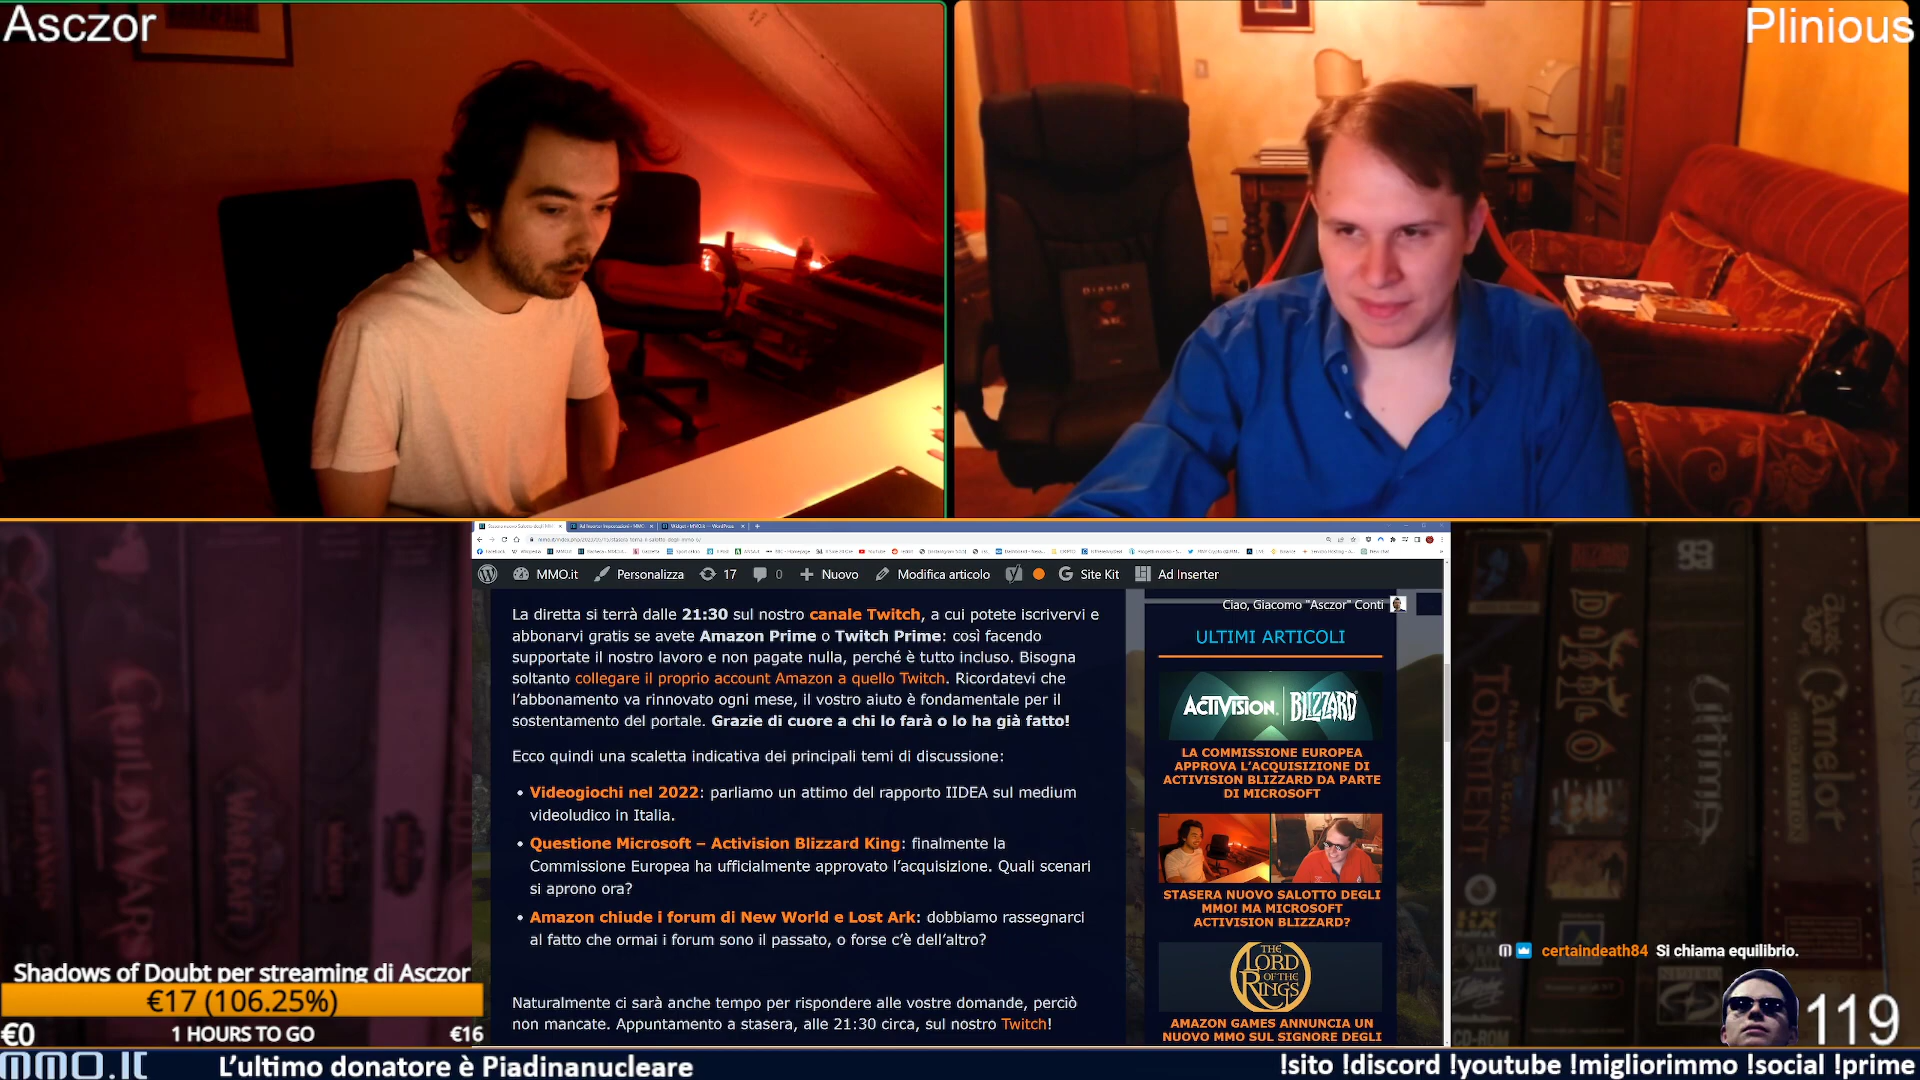 Asczor
Plinious
MMO.it
Personalizza
17
0
Nuovo
Modifica articolo
Site Kit
Ad Inserter
Ciao, Giacomo "Asczor" Conti
La diretta si terrà dalle 21:30 sul nostro canale Twitch, a cui potete iscrivervi e
abbonarvi gratis se avete Amazon Prime o Twitch Prime: così facendo
supportate il nostro lavoro e non pagate nulla, perché è tutto incluso. Bisogna
soltanto collegare il proprio account Amazon a quello Twitch. Ricordatevi che
l'abbonamento va rinnovato ogni mese, il vostro aiuto è fondamentale per il
sostentamento del portale. Grazie di cuore a chi lo farà o lo ha già fatto!
Ecco quindi una scaletta indicativa dei principali temi di discussione:
• Videogiochi nel 2022: parliamo un attimo del rapporto IIDEA sul medium
videoludico in Italia.
• Questione Microsoft – Activision Blizzard King: finalmente la
Commissione Europea ha ufficialmente approvato l'acquisizione. Quali scenari
si aprono ora?
• Amazon chiude i forum di New World e Lost Ark: dobbiamo rassegnarci
al fatto che ormai i forum sono il passato, o forse c'è dell'altro?
Naturalmente ci sarà anche tempo per rispondere alle vostre domande, perciò
non mancate. Appuntamento a stasera, alle 21:30 circa, sul nostro Twitch!
ULTIMI ARTICOLI
ACTIVISION | BLIZZARD
LA COMMISSIONE EUROPEA
APPROVA L'ACQUISIZIONE DI
ACTIVISION BLIZZARD DA PARTE
DI MICROSOFT
STASERA NUOVO SALOTTO DEGLI
MMO! MA MICROSOFT
ACTIVISION BLIZZARD?
THE
LORD
OF THE
RINGS
AMAZON GAMES ANNUNCIA UN
NUOVO MMO SUL SIGNORE DEGLI
DIABLO
GUILD WARS
WARCRAFT
TORMENT
Diablo
Ultima
Camelot
CD-ROM
certaindeath84 Si chiama equilibrio.
119
Shadows of Doubt per streaming di Asczor
€17 (106.25%)
€0
1 HOURS TO GO
€16
MMO.IT
L'ultimo donatore è Piadinanucleare
!sito !discord !youtube !migliorimmo !social !prime